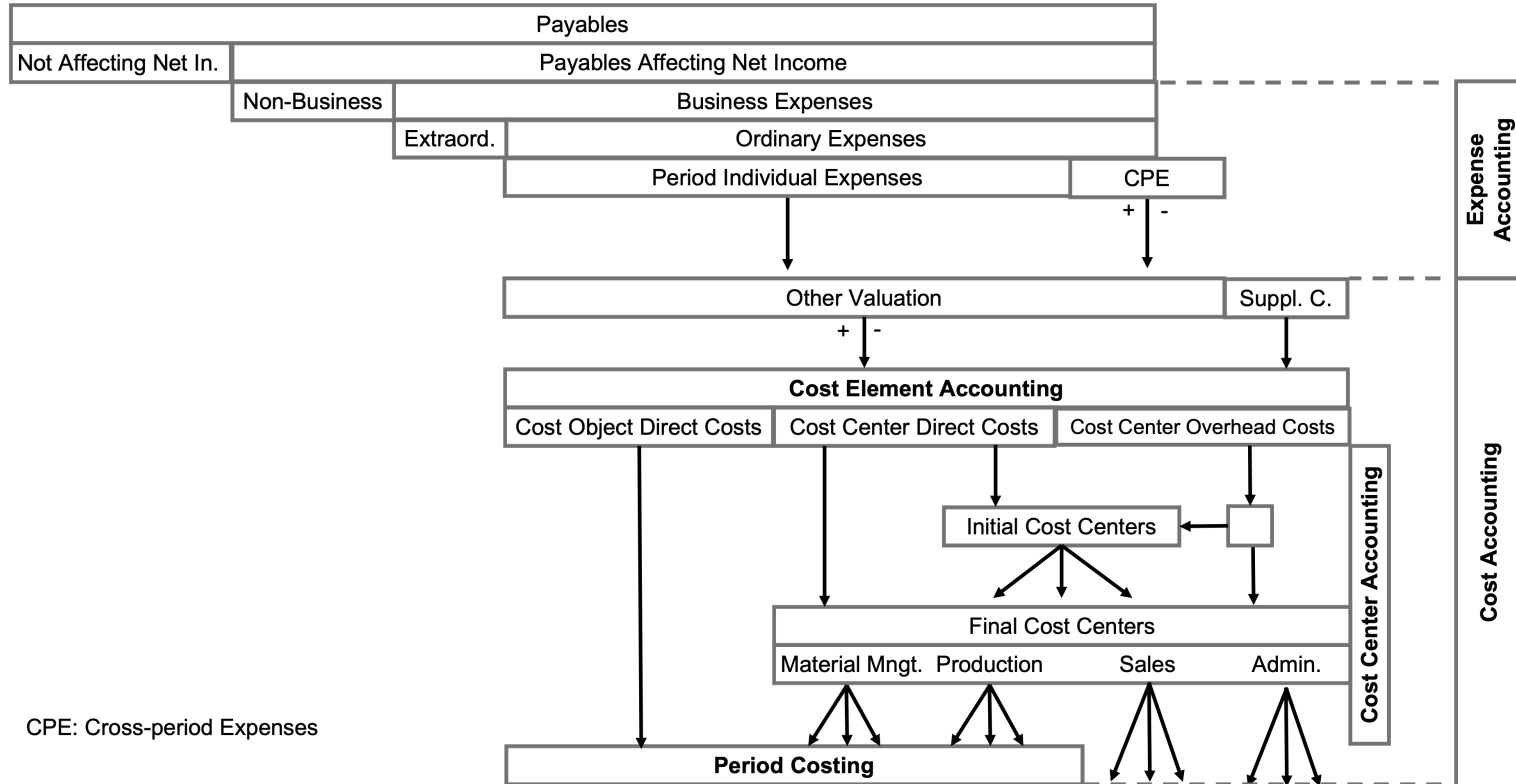 Payables
Not Affecting Net In.
Payables Affecting Net Income
Non-Business
Business Expenses
Extraord.
Ordinary Expenses
Period Individual Expenses
CPE
+ -
Expense
Accounting
Other Valuation
Suppl. C.
+ -
Cost Element Accounting
Cost Object Direct Costs
Cost Center Direct Costs
Cost Center Overhead Costs
Initial Cost Centers
Cost Center Accounting
Cost Accounting
Final Cost Centers
Material Mngt.
Production
Sales
Admin.
CPE: Cross-period Expenses
Period Costing